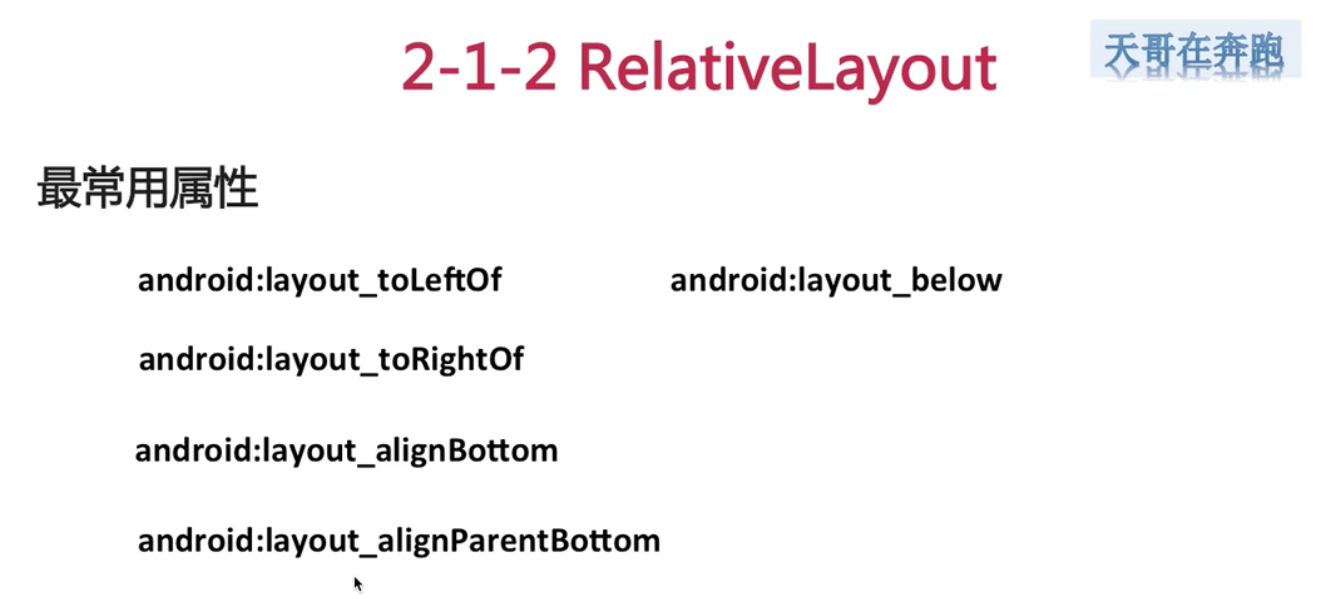 2-1-2 RelativeLayout
天哥在奔跑
最常用属性
android:layout_toLeftOf
android:layout_below
android:layout_toRightOf
android:layout_alignBottom
android:layout_alignParentBottom